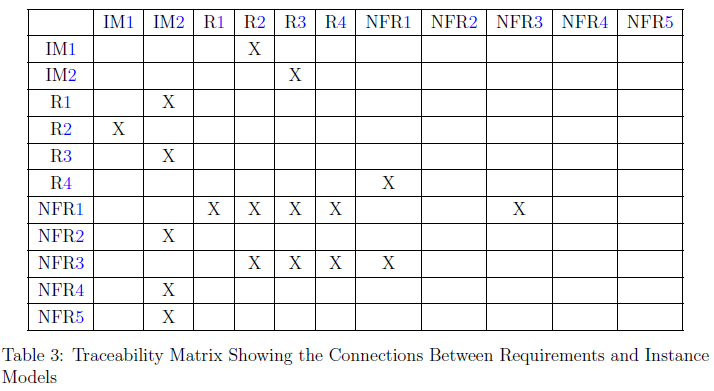 IM1 IM2 R1 R2 R3 R4 NFR1 NFR2 NFR3 NFR4 NFR5
IM1 X
IM2 X
R1 X
R2 X
R3 X
R4 X
NFR1 X X X X X
NFR2 X
NFR3 X X X X
NFR4 X
NFR5 X
Table 3: Traceability Matrix Showing the Connections Between Requirements and Instance
Models